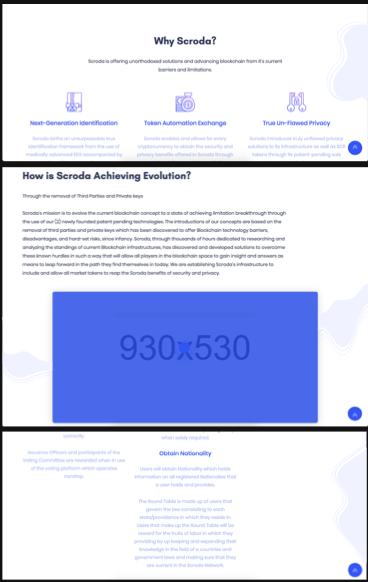 Why Scroda?
Scroda is offering unorthodoxed solutions and advancing blockchain from it's current
barriers and limitations.
Next-Generation Identification
Token Automation Exchange
True Un-Flawed Privacy
Scroda births an unsurpassable true
identification framework from the use of
medically advanced IDS accompanied by
Scroda enables and allows for every
cryptocurrency to obtain the security and
privacy benefits offered in Scroda through
Scroda introduces truly unflawed privacy
solutions to its infrastructure as well as SCR
tokens through its patent pending sole
How is Scroda Achieving Evolution?
Through the removal of Third Parties and Private keys
Scroda's mission is to evolve the current blockchain concept to a state of achieving limitation breakthrough through
the use of our (2) newly founded patent pending technologies. The introductions of our concepts are based on the
removal of third parties and private keys which has been discovered to offer Blockchain technology barriers,
disadvantages, and hard-set risks, since infancy. Scroda, through thousands of hours dedicated to researching and
analyzing the standings of current Blockchain infrastructures, has discovered and developed solutions to overcome
these known hurdles in such a way that will allow all players in the blockchain space to gain insight and answers as
means to leap forward in the path they find themselves in today. We are establishing Scroda's infrastructure to
include and allow all market tokens to reap the Scroda benefits of security and privacy.
930x530
when solely required.
Issuance Officers and participants of the
Voting Committee are rewarded when in use
of the voting platform which operates
nonstop.
Obtain Nationality
Users will obtain Nationality which holds
information on all registered Nationalities that
a user holds and provides.
The Round Table is made up of users that
govern the laws consisting to each
state/providence in which they reside in.
Users that make up the Round Table will be
reward for the fruits of labor in which they
providing by up keeping and expanding their
knowledge in the field of a countries and
government laws and making sure that they
are current in the Scroda Network.